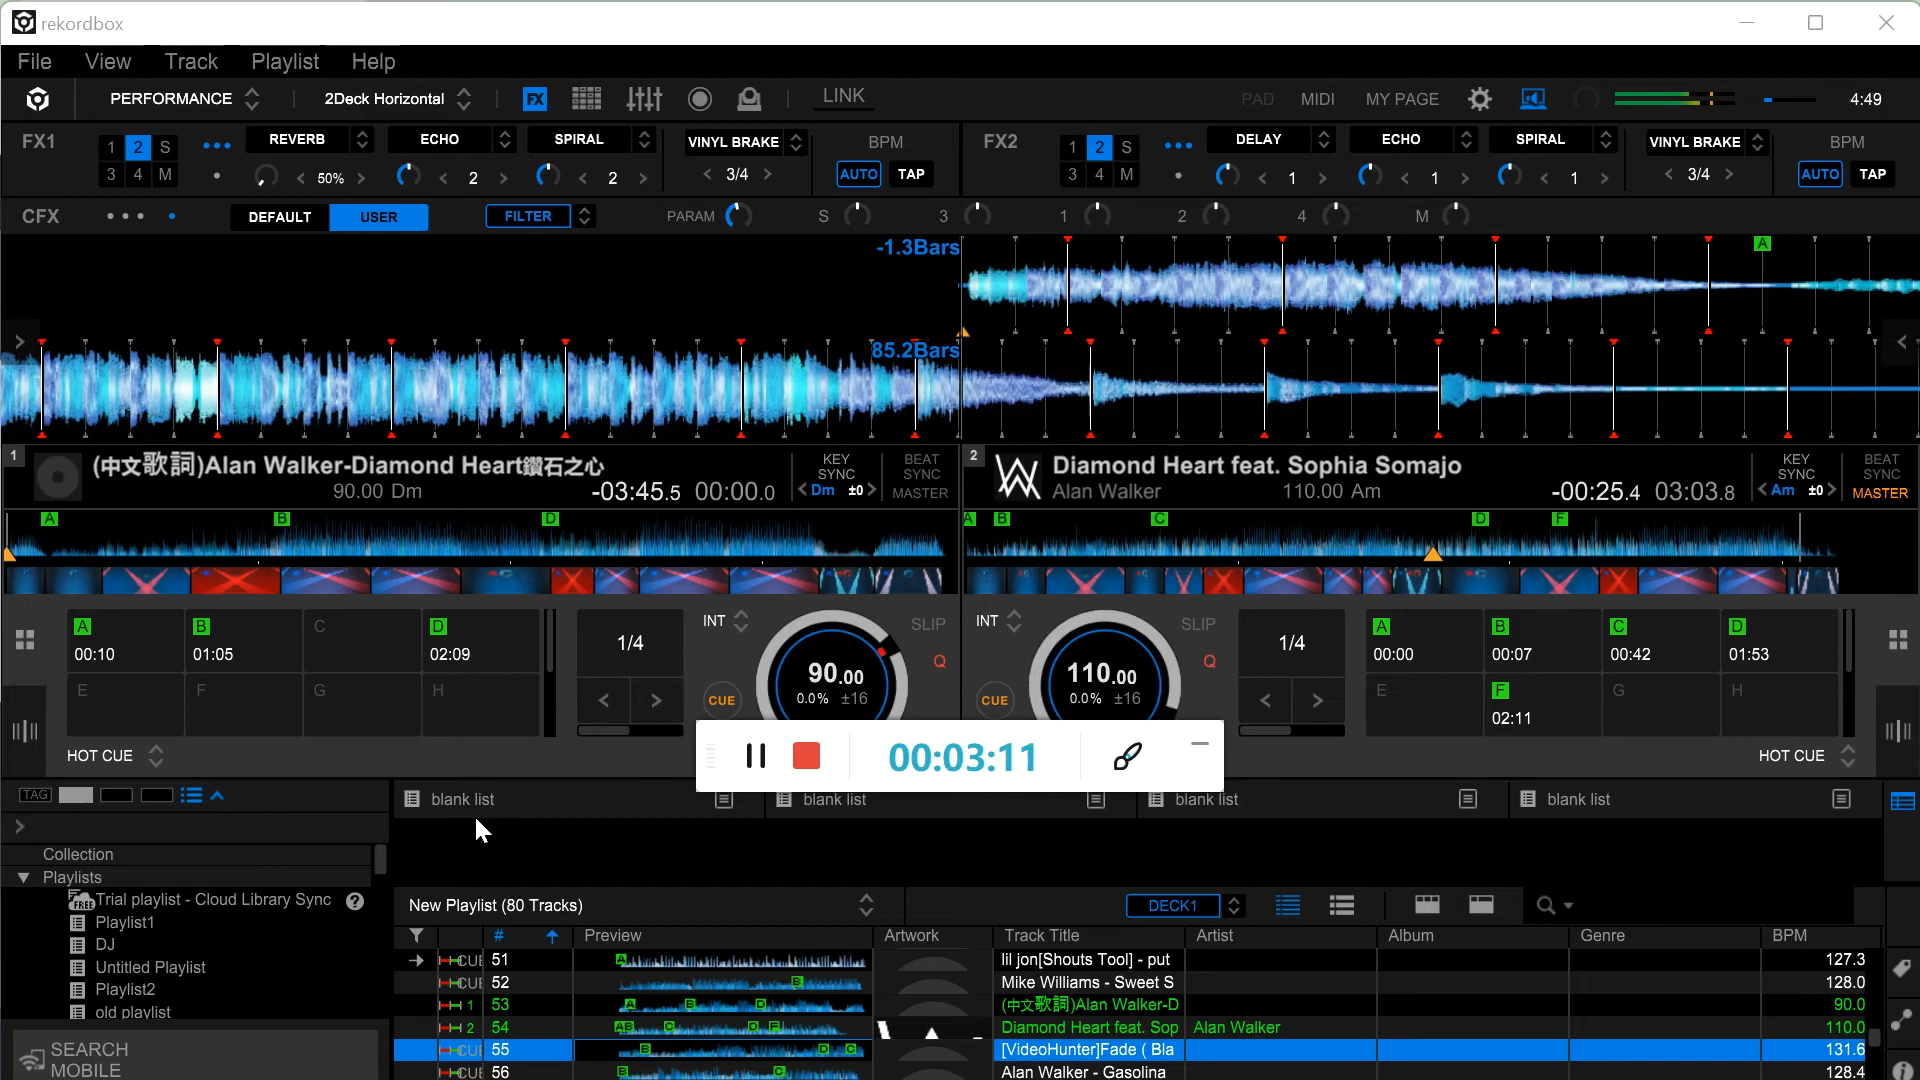 rekordbox
File View Track Playlist Help
PERFORMANCE 2Deck Horizontal FX LINK PAD MIDI MY PAGE 4:49
FX1 1 2 S REVERB ECHO SPIRAL VINYL BRAKE BPM FX2 1 2 S DELAY ECHO SPIRAL VINYL BRAKE BPM
3 4 M 50% 2 2 3/4 AUTO TAP 3 4 M 1 1 1 3/4 AUTO TAP
CFX DEFAULT USER FILTER PARAM S 3 1 2 4 M
-1.3Bars A
85.2Bars
1 (中文歌詞)Alan Walker-Diamond Heart鑽石之心 KEY SYNC BEAT SYNC 2 Diamond Heart feat. Sophia Somajo KEY SYNC BEAT SYNC
90.00 Dm -03:45.5 00:00.0 Dm ±0 MASTER Alan Walker 110.00 Am -00:25.4 03:03.8 Am ±0 MASTER
A B D A B C D F
A B C D 1/4 INT SLIP INT SLIP 1/4 A B C D
00:10 01:05 02:09 90.00 Q 110.00 Q 00:00 00:07 00:42 01:53
E F G H CUE 0.0% ±16 CUE 0.0% ±16 E F G H
02:11
HOT CUE 00:03:11 HOT CUE
TAG blank list blank list blank list blank list
Collection
Playlists
FREE Trial playlist - Cloud Library Sync ?
Playlist1
DJ
Untitled Playlist
Playlist2
old playlist
SEARCH
MOBILE
New Playlist (80 Tracks) DECK1
# Preview Artwork Track Title Artist Album Genre BPM
CUE 51 A lil jon[Shouts Tool] - put 127.3
CUE 52 B Mike Williams - Sweet S 128.0
1 53 A B D (中文歌詞)Alan Walker-D 90.0
2 54 AB C D F Diamond Heart feat. Sop Alan Walker 110.0
CUE 55 B D C [VideoHunter]Fade ( Bla 131.6
CUE 56 B C Alan Walker - Gasolina 128.4